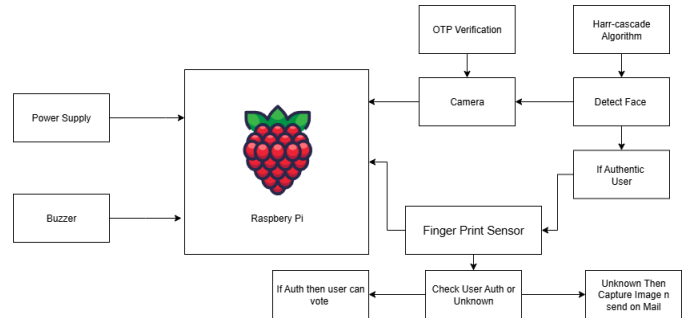 OTP Verification
Harr-cascade
Algorithm
Power Supply
Camera
Detect Face
If Authentic
User
Buzzer
Raspbery Pi
Finger Print Sensor
If Auth then user can
vote
Check User Auth or
Unknown
Unknown Then
Capture Image n
send on Mail